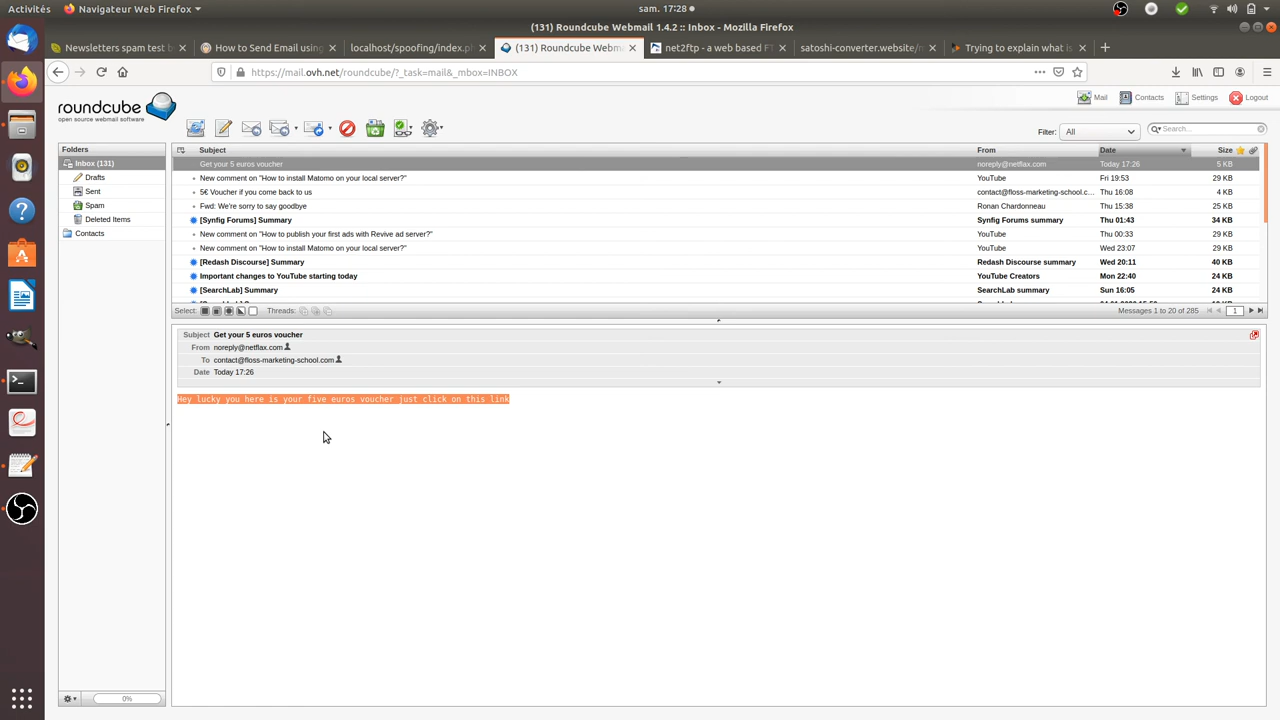 Activités
Firefox Web Browser
sam. 17:28
(131) Roundcube Webmail 1.4.2 :: Inbox - Mozilla Firefox
Newsletters spam test b
How to Send Email using
localhost/spoofing/index.ph
(131) Roundcube Webma
net2ftp - a web based FT
satoshi-converter.website/m
Trying to explain what is
https://mail.ovh.net/roundcube/?_task=mail&_mbox=INBOX
roundcube
open source webmail software
Mail
Contacts
Settings
Logout
Filter:
All
Search...
Folders
Inbox (131)
Drafts
Sent
Spam
Deleted Items
Contacts
Subject From Date Size
Get your 5 euros voucher noreply@netflax.com Today 17:26 5 KB
New comment on "How to install Matomo on your local server?" YouTube Fri 19:53 29 KB
5€ Voucher if you come back to us contact@floss-marketing-school.c... Thu 16:08 4 KB
Fwd: We're sorry to say goodbye Ronan Chardonneau Thu 15:38 25 KB
[Synfig Forums] Summary Synfig Forums summary Thu 01:43 34 KB
New comment on "How to publish your first ads with Revive ad server?" YouTube Thu 00:33 29 KB
New comment on "How to install Matomo on your local server?" YouTube Wed 23:07 29 KB
[Redash Discourse] Summary Redash Discourse summary Wed 20:11 40 KB
Important changes to YouTube starting today YouTube Creators Mon 22:40 24 KB
[SearchLab] Summary SearchLab summary Sun 16:05 24 KB
Select:
Threads:
Messages 1 to 20 of 285
1
Subject Get your 5 euros voucher
From noreply@netflax.com
To contact@floss-marketing-school.com
Date Today 17:26
Hey lucky you here is your five euros voucher just click on this link
0%